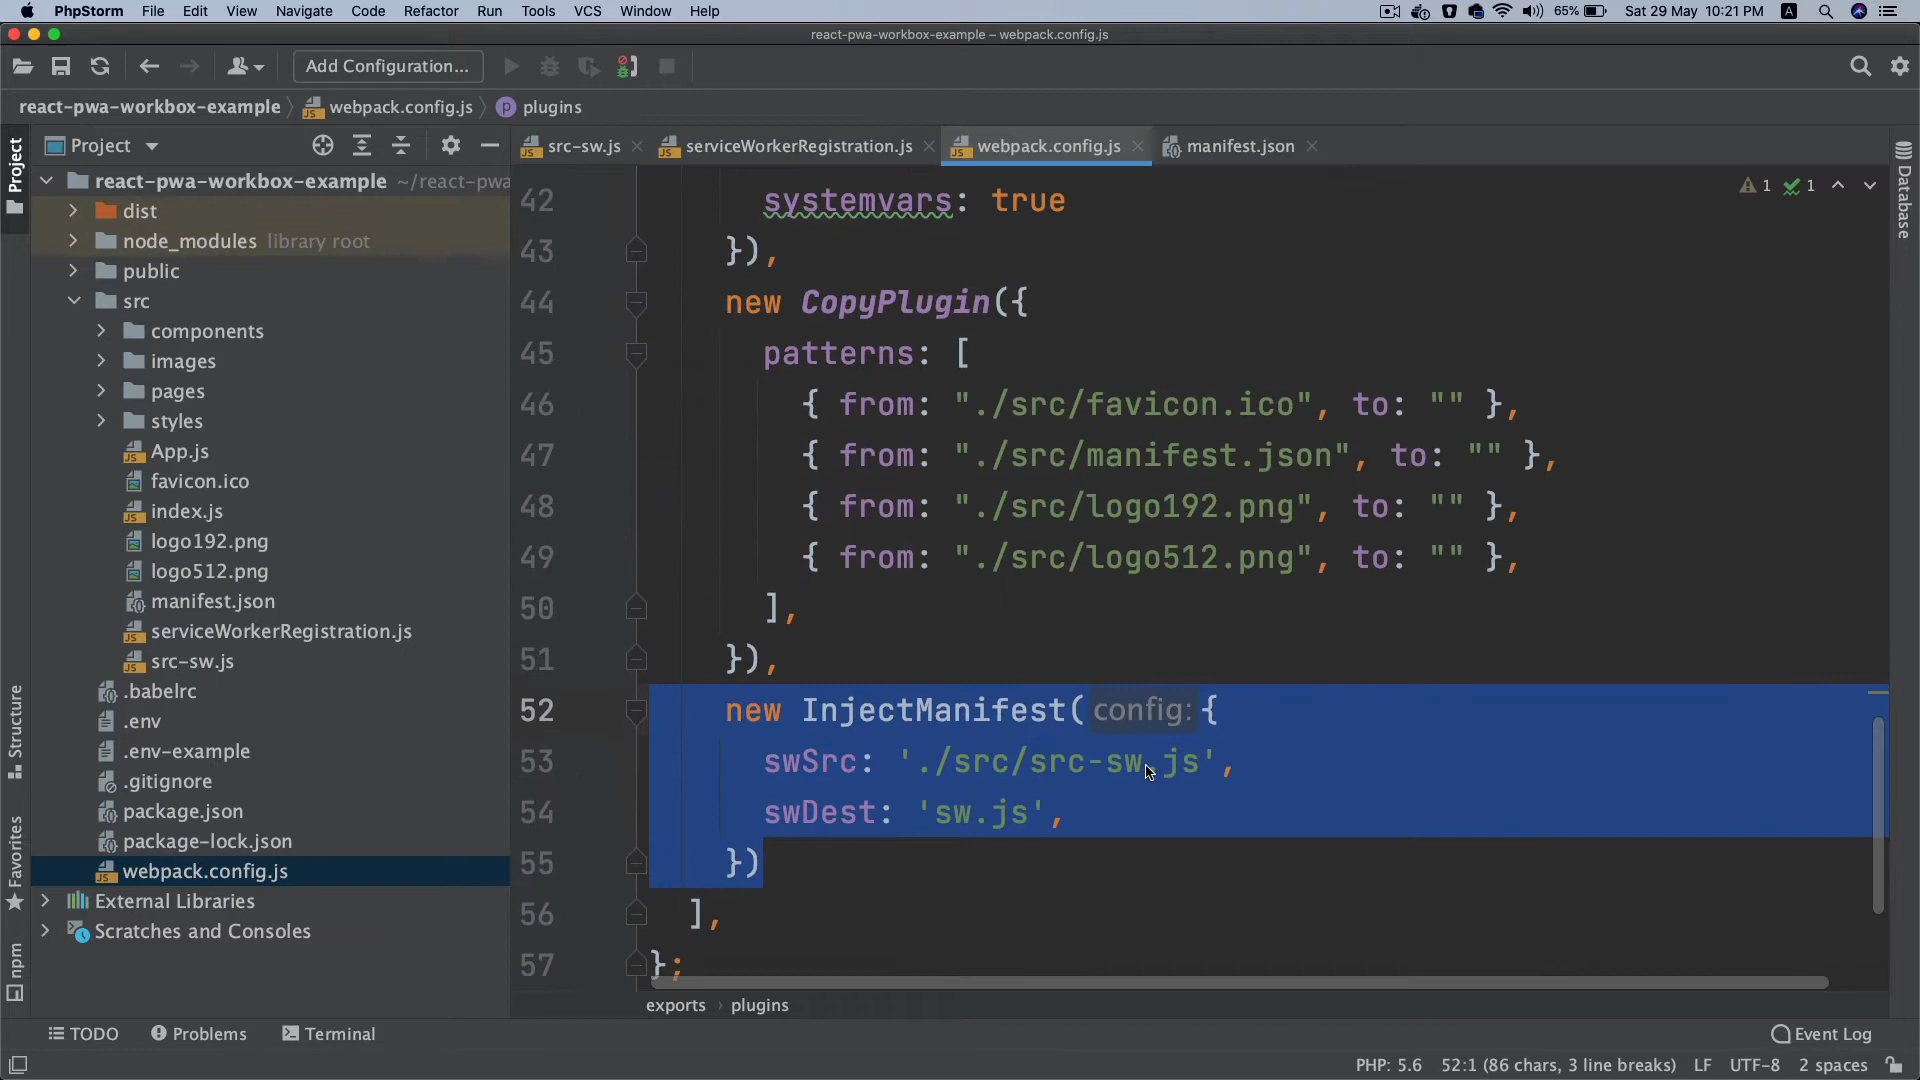 PhpStorm File Edit View Navigate Code Refactor Run Tools VCS Window Help 65% Sat 29 May 10:21 PM A
react-pwa-workbox-example – webpack.config.js
Add Configuration...
react-pwa-workbox-example webpack.config.js p plugins
Project
src-sw.js serviceWorkerRegistration.js webpack.config.js manifest.json
react-pwa-workbox-example ~/react-pwa
dist
node_modules library root
public
src
components
images
pages
styles
App.js
favicon.ico
index.js
logo192.png
logo512.png
manifest.json
serviceWorkerRegistration.js
src-sw.js
.babelrc
.env
.env-example
.gitignore
package.json
package-lock.json
webpack.config.js
External Libraries
Scratches and Consoles
Project
Structure
Favorites
npm
1 1
42 systemvars: true
43 }),
44 new CopyPlugin({
45 patterns: [
46 { from: "./src/favicon.ico", to: "" },
47 { from: "./src/manifest.json", to: "" },
48 { from: "./src/logo192.png", to: "" },
49 { from: "./src/logo512.png", to: "" },
50 ],
51 }),
52 new InjectManifest( config: {
53 swSrc: './src/src-sw.js',
54 swDest: 'sw.js',
55 })
56 ],
57 };
Database
exports › plugins
TODO Problems Terminal Event Log
PHP: 5.6 52:1 (86 chars, 3 line breaks) LF UTF-8 2 spaces